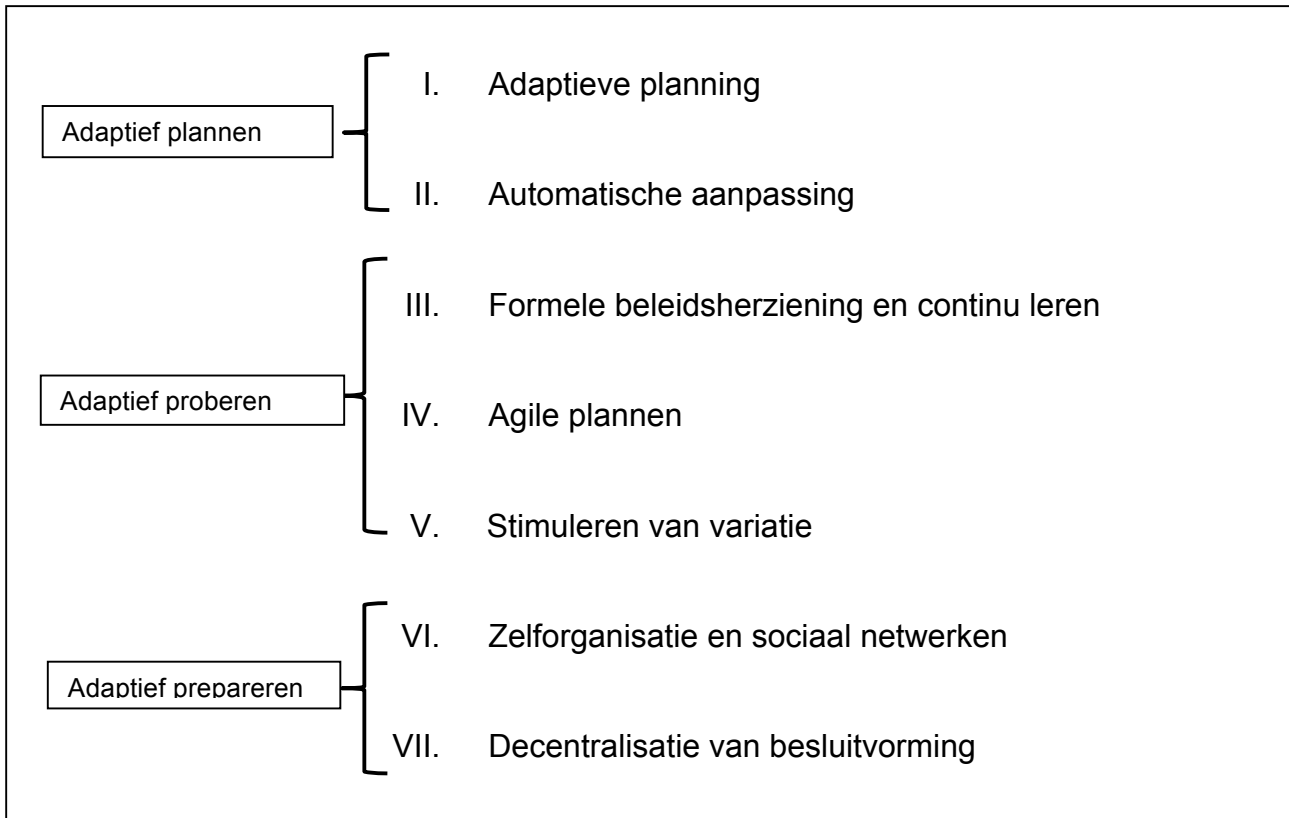 Adaptief plannen
I. Adaptieve planning
II. Automatische aanpassing
Adaptief proberen
III. Formele beleidsherziening en continu leren
IV. Agile plannen
V. Stimuleren van variatie
Adaptief prepareren
VI. Zelforganisatie en sociaal netwerken
VII. Decentralisatie van besluitvorming